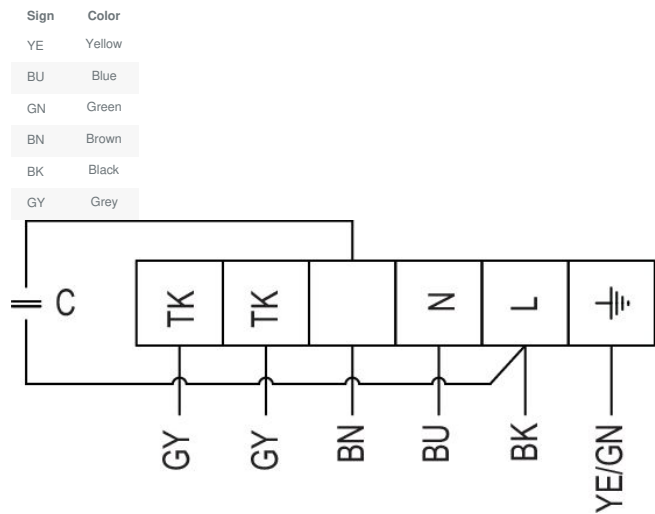 Sign Color
YE Yellow
BU Blue
GN Green
BN Brown
BK Black
GY Grey
C
TK TK N L
GY GY BN BU BK YE/GN